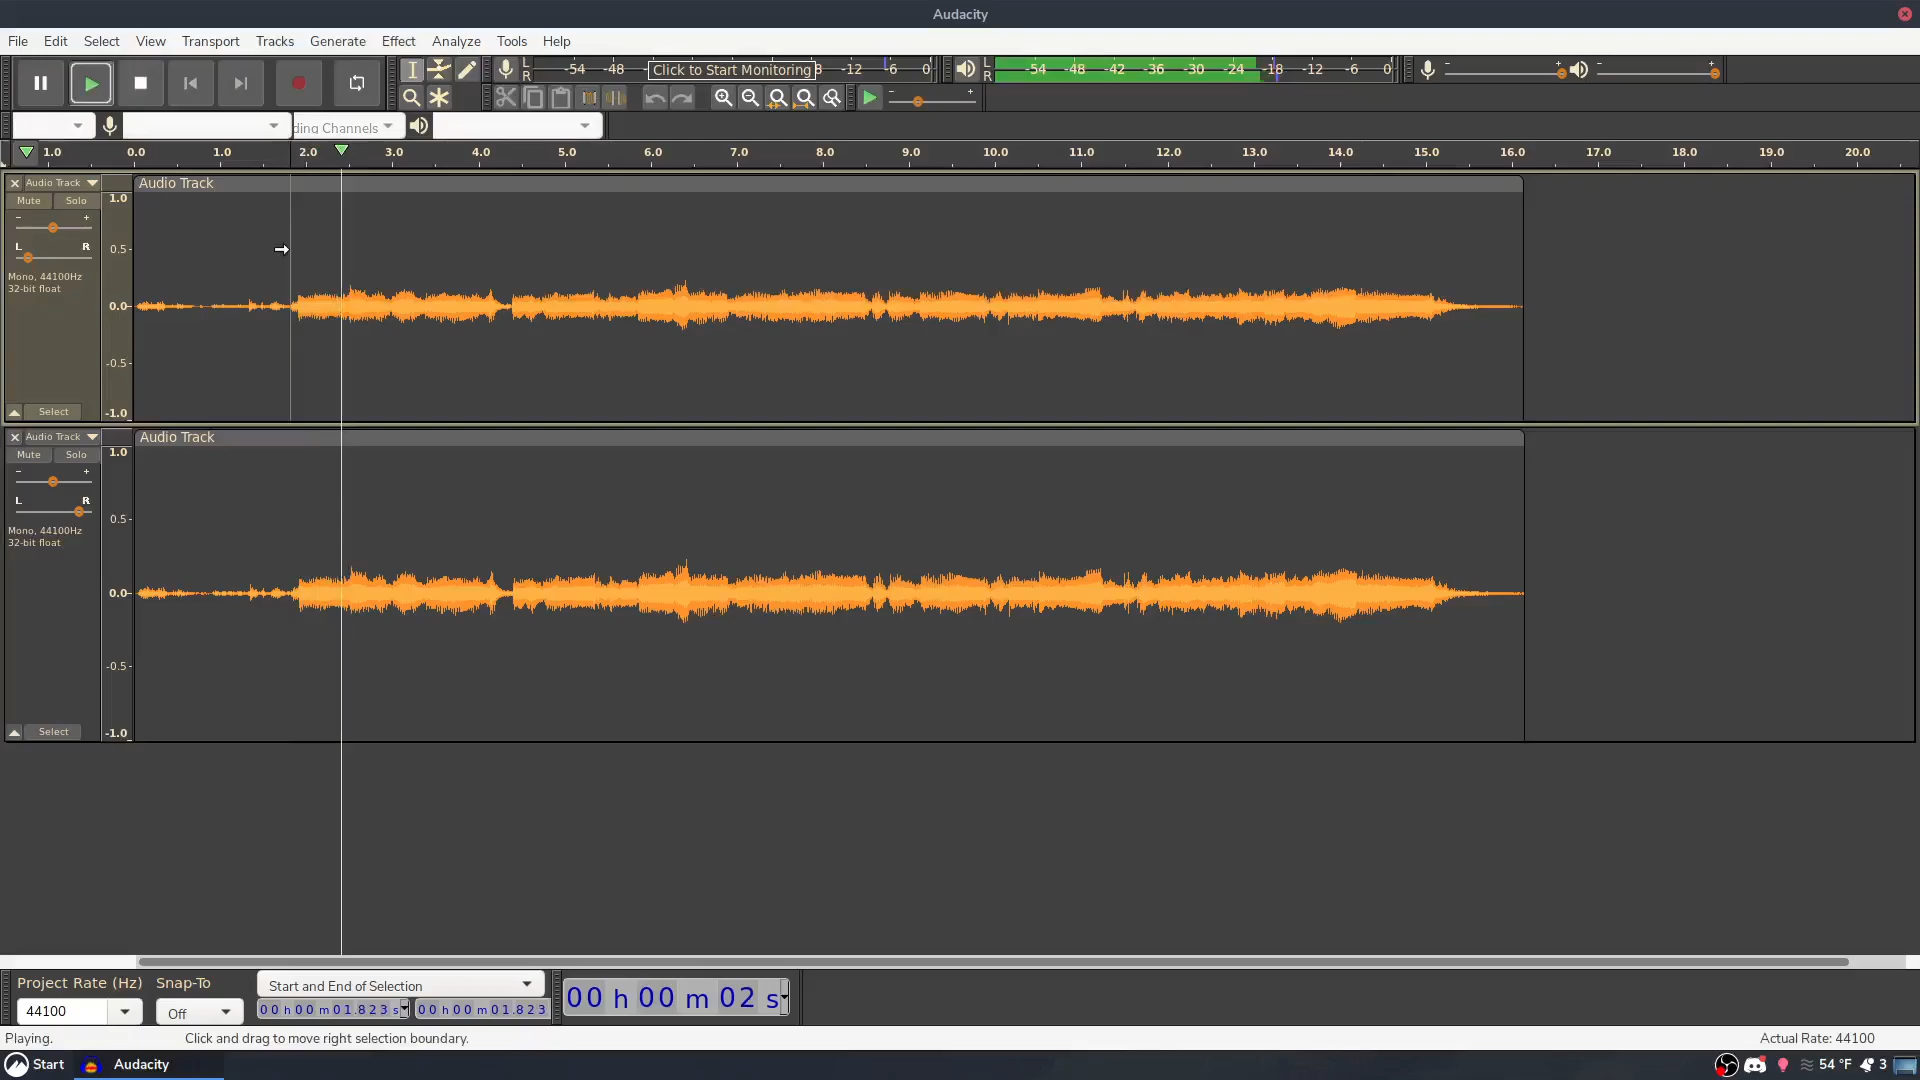 Audacity
File Edit Select View Transport Tracks Generate Effect Analyze Tools Help
L R -54 -48 Click to Start Monitoring 8 -12 -6 0 L R -54 -48 -42 -36 -30 -24 -18 -12 -6 0 - + - +
- +
ding Channels
1.0 0.0 1.0 2.0 3.0 4.0 5.0 6.0 7.0 8.0 9.0 10.0 11.0 12.0 13.0 14.0 15.0 16.0 17.0 18.0 19.0 20.0
Audio Track
Audio Track
Mute Solo
- +
L R
Mono, 44100Hz
32-bit float
Select
1.0
0.5
0.0
-0.5
-1.0
Audio Track
Audio Track
Mute Solo
- +
L R
Mono, 44100Hz
32-bit float
Select
1.0
0.5
0.0
-0.5
-1.0
Project Rate (Hz) Snap-To Start and End of Selection
44100 Off 00 h 00 m 01.823 s 00 h 00 m 01.823
00 h 00 m 02 s
Playing. Click and drag to move right selection boundary. Actual Rate: 44100
Start Audacity 54 °F 3